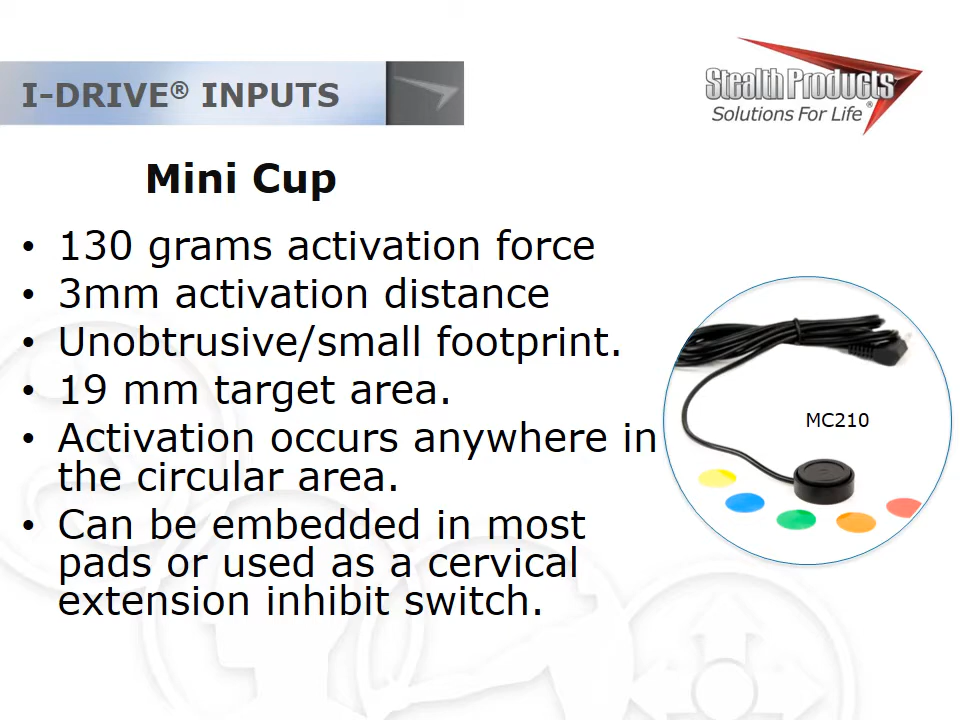 I-DRIVE® INPUTS
Stealth Products®
Solutions For Life
Mini Cup
• 130 grams activation force
• 3mm activation distance
• Unobtrusive/small footprint.
• 19 mm target area.
• Activation occurs anywhere in
the circular area.
• Can be embedded in most
pads or used as a cervical
extension inhibit switch.
MC210